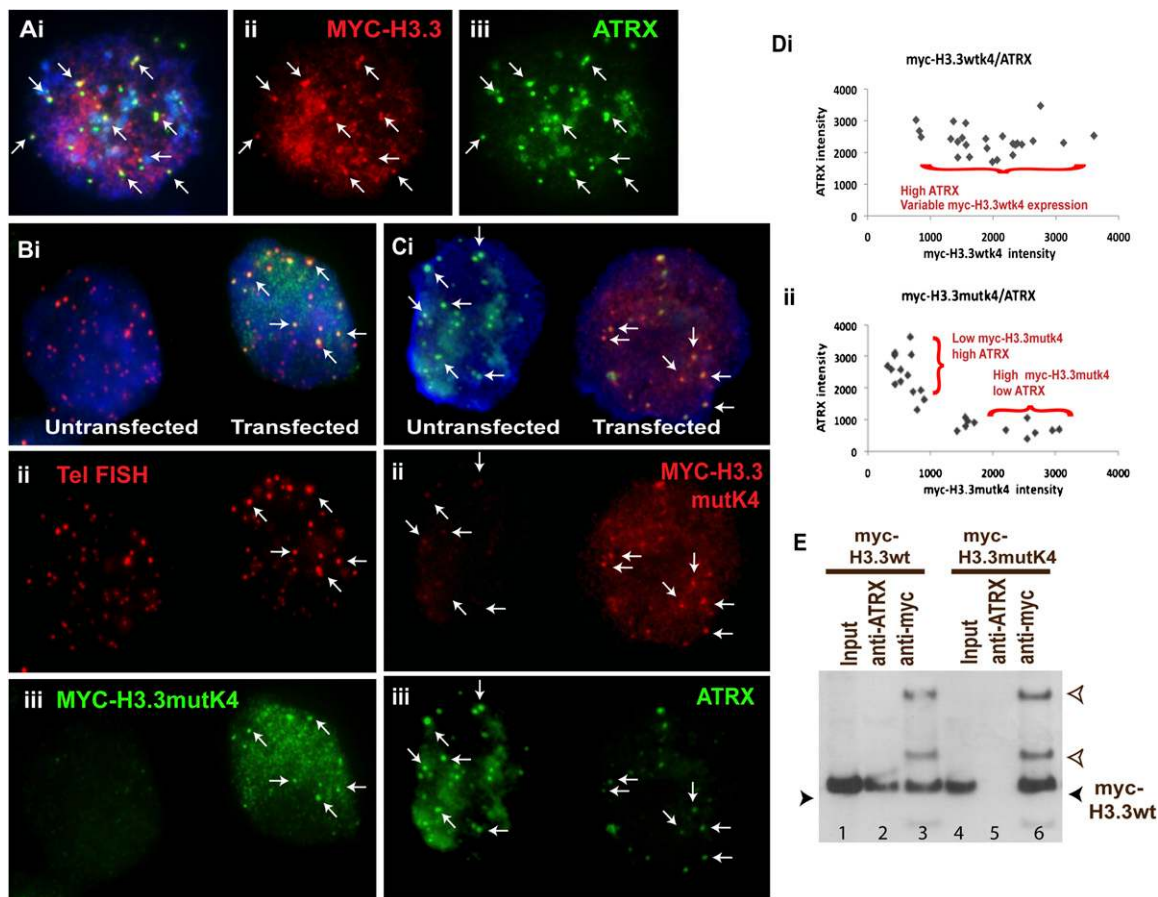 Ai
ii MYC-H3.3
iii ATRX
Bi
Untransfected Transfected
Ci
Untransfected Transfected
ii Tel FISH
ii MYC-H3.3
mutK4
iii MYC-H3.3mutK4
iii ATRX
Di
myc-H3.3wtk4/ATRX
ATRX intensity
4000
3000
2000
1000
0
High ATRX
Variable myc-H3.3wtk4 expression
0 1000 2000 3000 4000
myc-H3.3wtk4 intensity
ii
myc-H3.3mutk4/ATRX
ATRX intensity
4000
3000
2000
1000
0
Low myc-H3.3mutk4
high ATRX
High myc-H3.3mutk4
low ATRX
0 1000 2000 3000 4000
myc-H3.3mutk4 intensity
E
myc-
H3.3wt
myc-
H3.3mutK4
Input
anti-ATRX
anti-myc
Input
anti-ATRX
anti-myc
myc-
H3.3wt
1 2 3 4 5 6